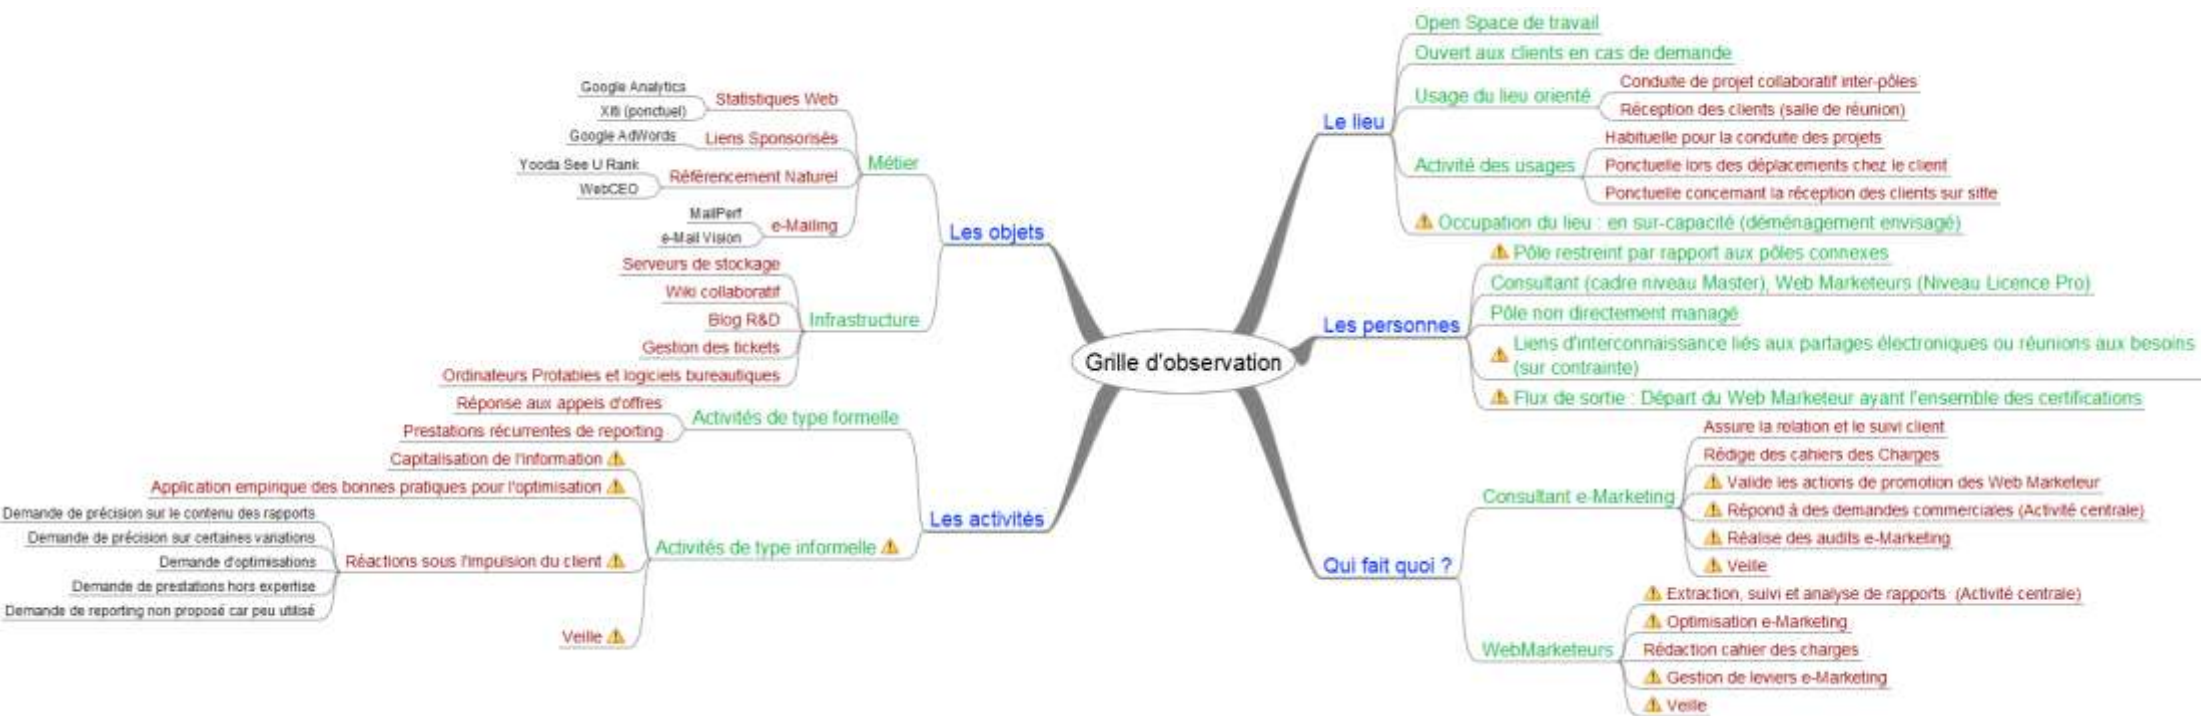 Grille d'observation
Le lieu
Open Space de travail
Ouvert aux clients en cas de demande
Usage du lieu orienté
Conduite de projet collaboratif inter-pôles
Réception des clients (salle de réunion)
Activité des usages
Habituelle pour la conduite des projets
Ponctuelle lors des déplacements chez le client
Ponctuelle concernant la réception des clients sur sitte
Occupation du lieu : en sur-capacité (déménagement envisagé)
Les personnes
Pôle restreint par rapport aux pôles connexes
Consultant (cadre niveau Master), Web Marketeurs (Niveau Licence Pro)
Pôle non directement managé
Liens d'interconnaissance liés aux partages électroniques ou réunions aux besoins
(sur contrainte)
Flux de sortie : Départ du Web Marketeur ayant l'ensemble des certifications
Qui fait quoi ?
Consultant e-Marketing
Assure la relation et le suivi client
Rédige des cahiers des Charges
Valide les actions de promotion des Web Marketeur
Répond à des demandes commerciales (Activité centrale)
Réalise des audits e-Marketing
Veille
WebMarketeurs
Extraction, suivi et analyse de rapports (Activité centrale)
Optimisation e-Marketing
Rédaction cahier des charges
Gestion de leviers e-Marketing
Veille
Les objets
Métier
Statistiques Web
Google Analytics
Xiti (ponctuel)
Liens Sponsorisés
Google AdWords
Référencement Naturel
Yooda See U Rank
WebCEO
e-Mailing
MailPerf
e-Mail Vision
Infrastructure
Serveurs de stockage
Wiki collaboratif
Blog R&D
Gestion des tickets
Ordinateurs Protables et logiciels bureautiques
Les activités
Activités de type formelle
Réponse aux appels d'offres
Prestations récurrentes de reporting
Activités de type informelle
Capitalisation de l'information
Application empirique des bonnes pratiques pour l'optimisation
Réactions sous l'impulsion du client
Demande de précision sur le contenu des rapports
Demande de précision sur certaines variations
Demande d'optimisations
Demande de prestations hors expertise
Demande de reporting non proposé car peu utilisé
Veille